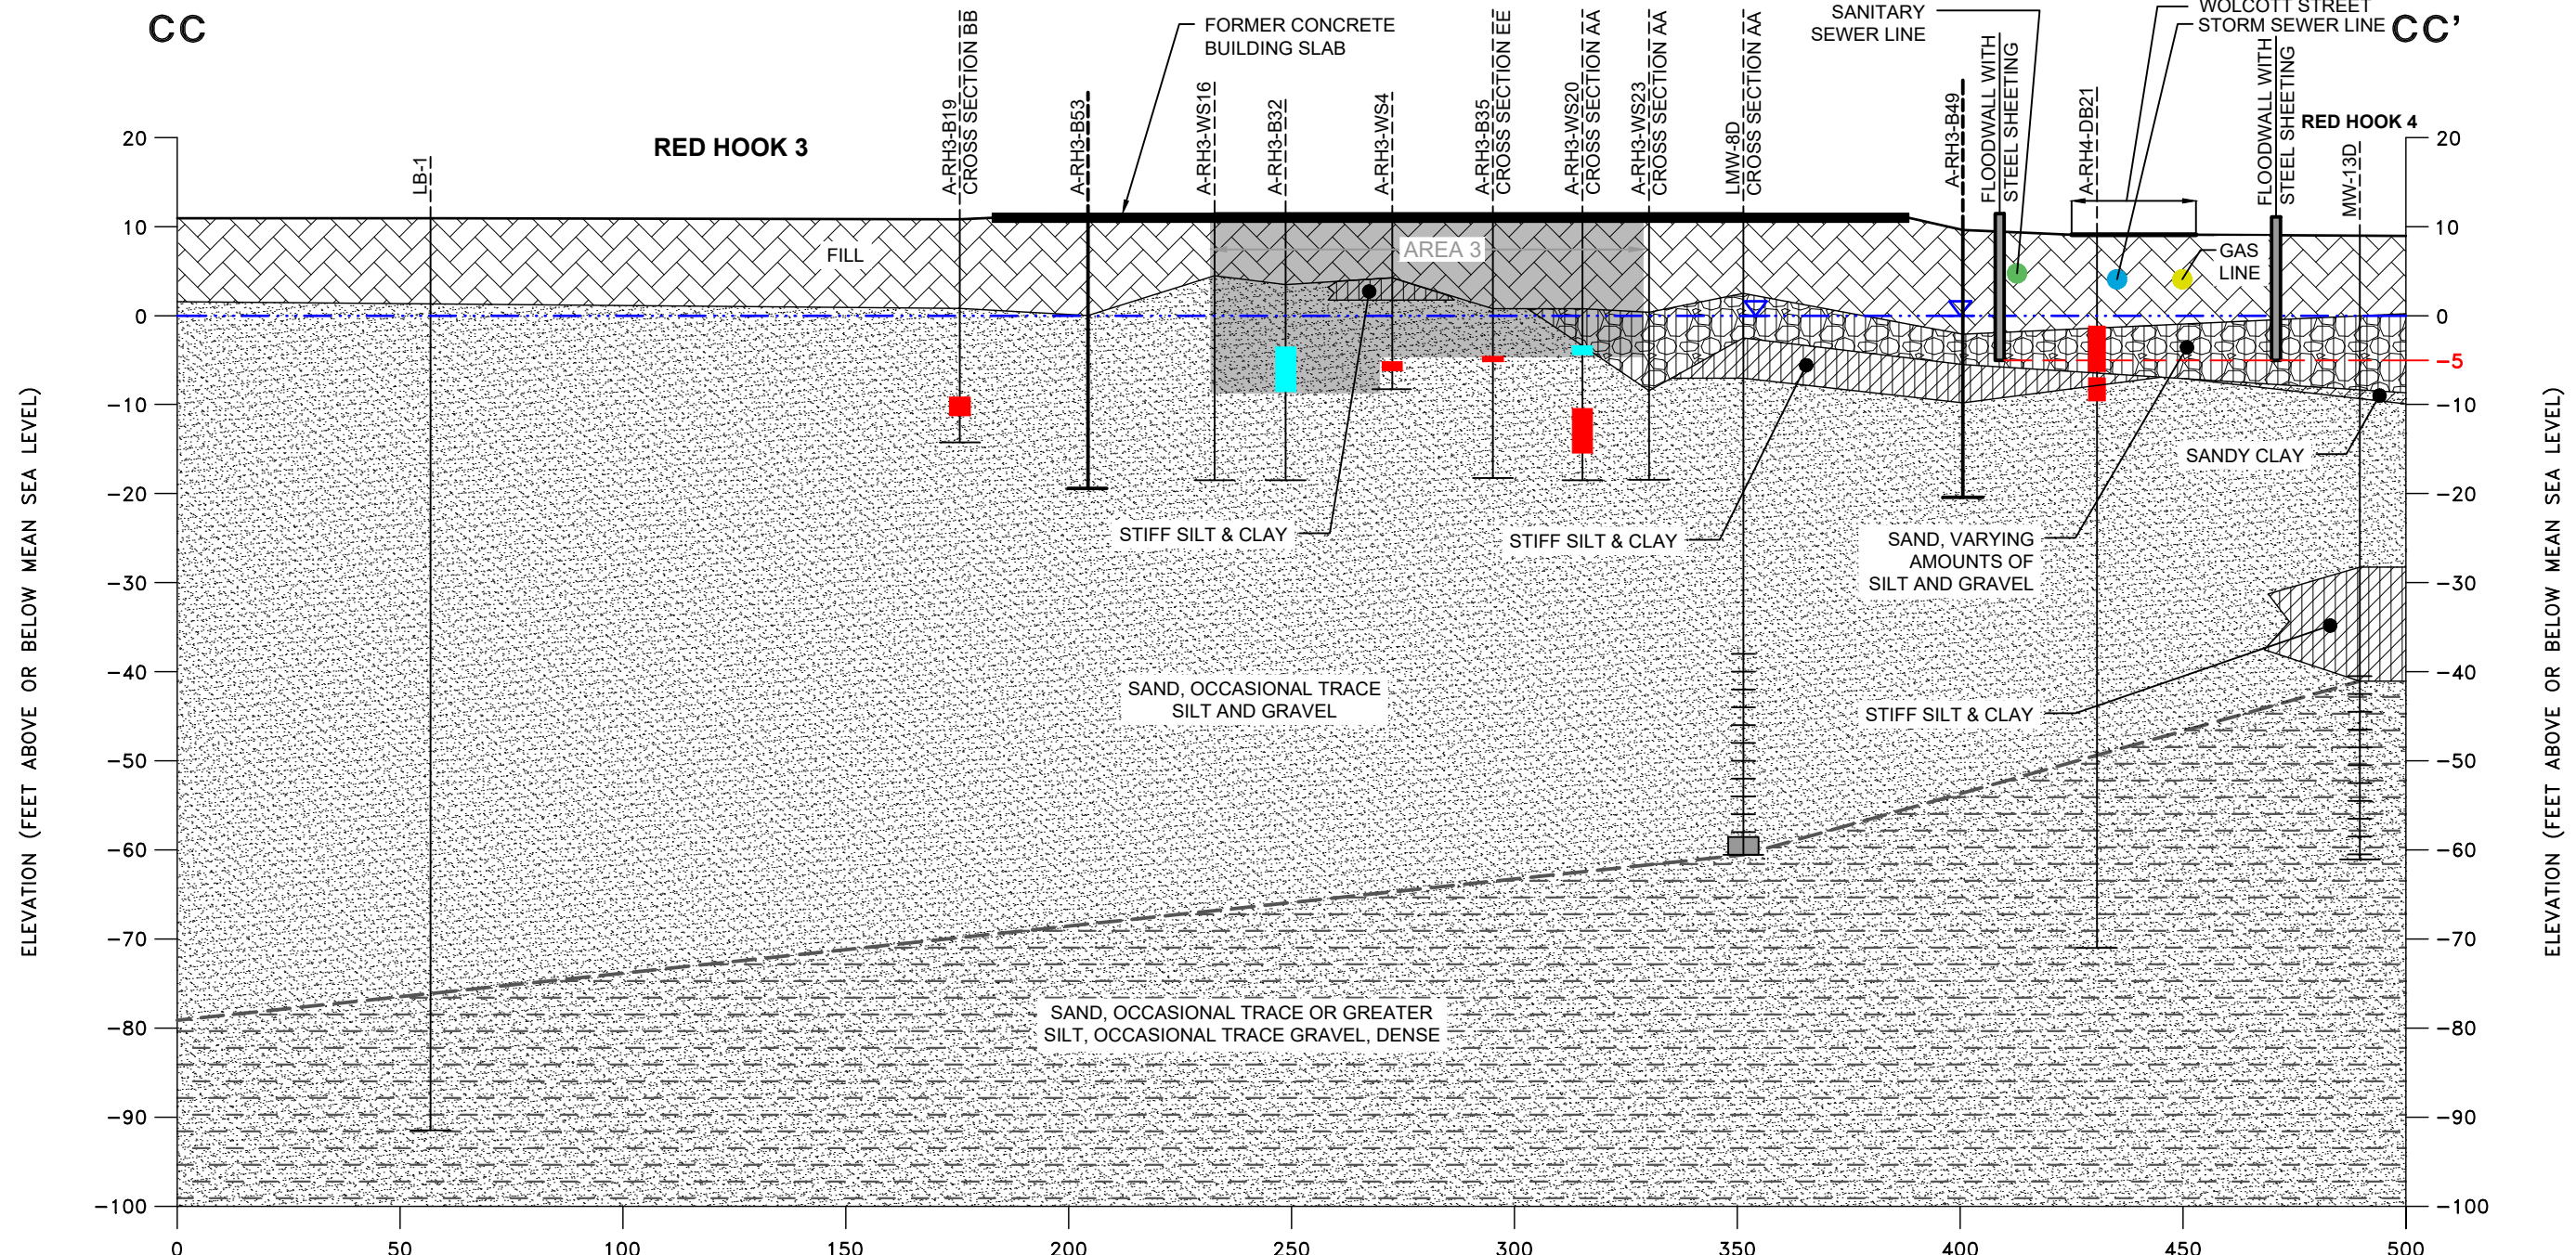 CC
CC’
FORMER CONCRETE
BUILDING SLAB
SANITARY
SEWER LINE
WOLCOTT STREET
STORM SEWER LINE
RED HOOK 3
RED HOOK 4
LB-1
A-RH3-B19
CROSS SECTION BB
A-RH3-B53
A-RH3-WS16
A-RH3-B32
A-RH3-WS4
A-RH3-B35
CROSS SECTION EE
A-RH3-WS20
CROSS SECTION AA
A-RH3-WS23
CROSS SECTION AA
LMW-8D
CROSS SECTION AA
A-RH3-B49
FLOODWALL WITH
STEEL SHEETING
A-RH4-DB21
FLOODWALL WITH
STEEL SHEETING
MW-13D
FILL
AREA 3
GAS
LINE
SANDY CLAY
STIFF SILT & CLAY
STIFF SILT & CLAY
SAND, VARYING
AMOUNTS OF
SILT AND GRAVEL
SAND, OCCASIONAL TRACE
SILT AND GRAVEL
STIFF SILT & CLAY
SAND, OCCASIONAL TRACE OR GREATER
SILT, OCCASIONAL TRACE GRAVEL, DENSE
ELEVATION (FEET ABOVE OR BELOW MEAN SEA LEVEL)
20
10
0
−10
−20
−30
−40
−50
−60
−70
−80
−90
−100
20
10
0
−5
−10
−20
−30
−40
−50
−60
−70
−80
−90
−100
ELEVATION (FEET ABOVE OR BELOW MEAN SEA LEVEL)
0
50
100
150
200
250
300
350
400
450
500